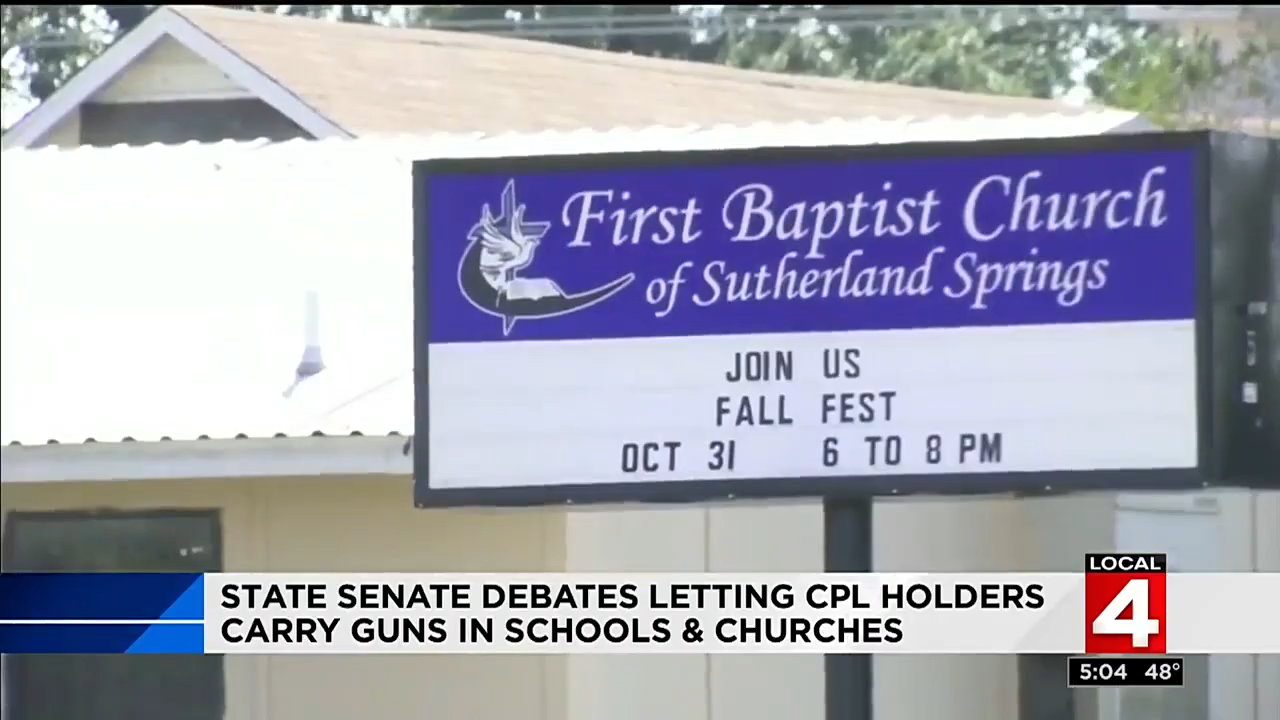 First Baptist Church
of Sutherland Springs
JOIN US
FALL FEST
OCT 31 6 TO 8 PM
STATE SENATE DEBATES LETTING CPL HOLDERS
CARRY GUNS IN SCHOOLS & CHURCHES
LOCAL
4
5:04 48°